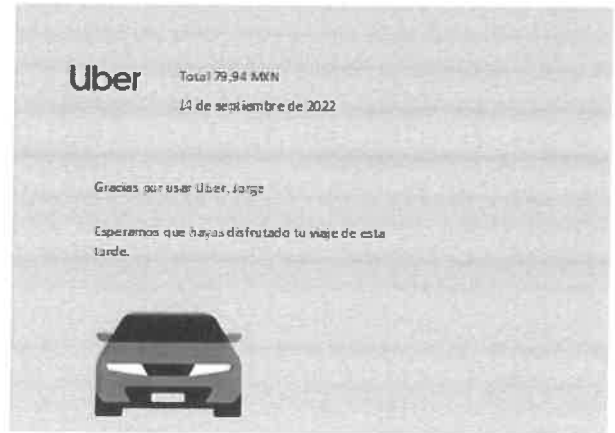 Uber
Total 79,94 MXN
14 de septiembre de 2022
Gracias por usar Uber, Jorge
Esperamos que hayas disfrutado tu viaje de esta
tarde.